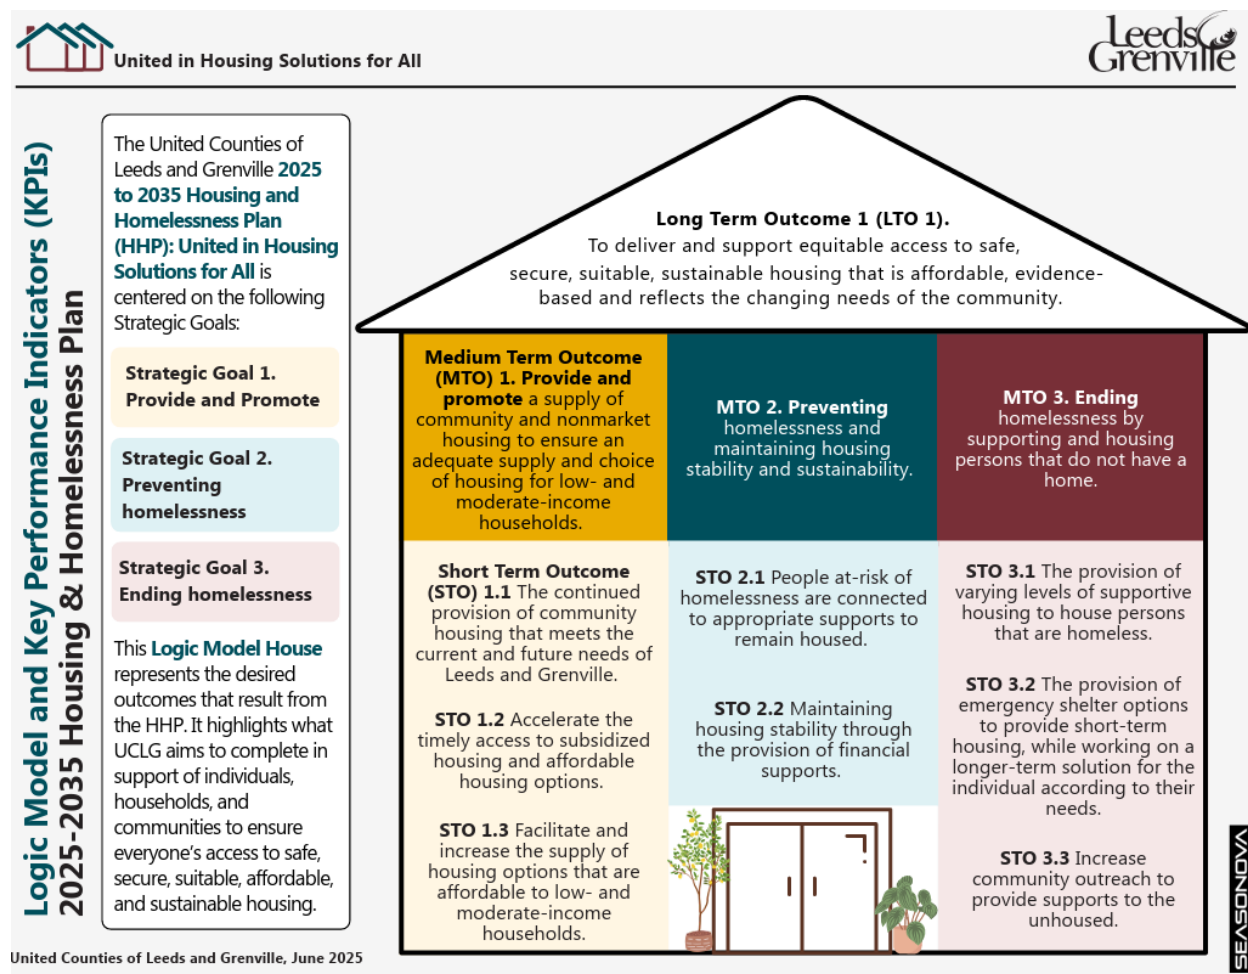 United in Housing Solutions for All
Leeds
Grenville
Logic Model and Key Performance Indicators (KPIs)
2025-2035 Housing & Homelessness Plan
The United Counties of
Leeds and Grenville 2025
to 2035 Housing and
Homelessness Plan
(HHP): United in Housing
Solutions for All is
centered on the following
Strategic Goals:
Strategic Goal 1.
Provide and Promote
Strategic Goal 2.
Preventing
homelessness
Strategic Goal 3.
Ending homelessness
This Logic Model House
represents the desired
outcomes that result from
the HHP. It highlights what
UCLG aims to complete in
support of individuals,
households, and
communities to ensure
everyone's access to safe,
secure, suitable, affordable,
and sustainable housing.
Long Term Outcome 1 (LTO 1).
To deliver and support equitable access to safe,
secure, suitable, sustainable housing that is affordable, evidence-
based and reflects the changing needs of the community.
Medium Term Outcome
(MTO) 1. Provide and
promote a supply of
community and nonmarket
housing to ensure an
adequate supply and choice
of housing for low- and
moderate-income
households.
Short Term Outcome
(STO) 1.1 The continued
provision of community
housing that meets the
current and future needs of
Leeds and Grenville.
STO 1.2 Accelerate the
timely access to subsidized
housing and affordable
housing options.
STO 1.3 Facilitate and
increase the supply of
housing options that are
affordable to low- and
moderate-income
households.
MTO 2. Preventing
homelessness and
maintaining housing
stability and sustainability.
STO 2.1 People at-risk of
homelessness are connected
to appropriate supports to
remain housed.
STO 2.2 Maintaining
housing stability through
the provision of financial
supports.
MTO 3. Ending
homelessness by
supporting and housing
persons that do not have a
home.
STO 3.1 The provision of
varying levels of supportive
housing to house persons
that are homeless.
STO 3.2 The provision of
emergency shelter options
to provide short-term
housing, while working on a
longer-term solution for the
individual according to their
needs.
STO 3.3 Increase
community outreach to
provide supports to the
unhoused.
SEASONOVA
United Counties of Leeds and Grenville, June 2025